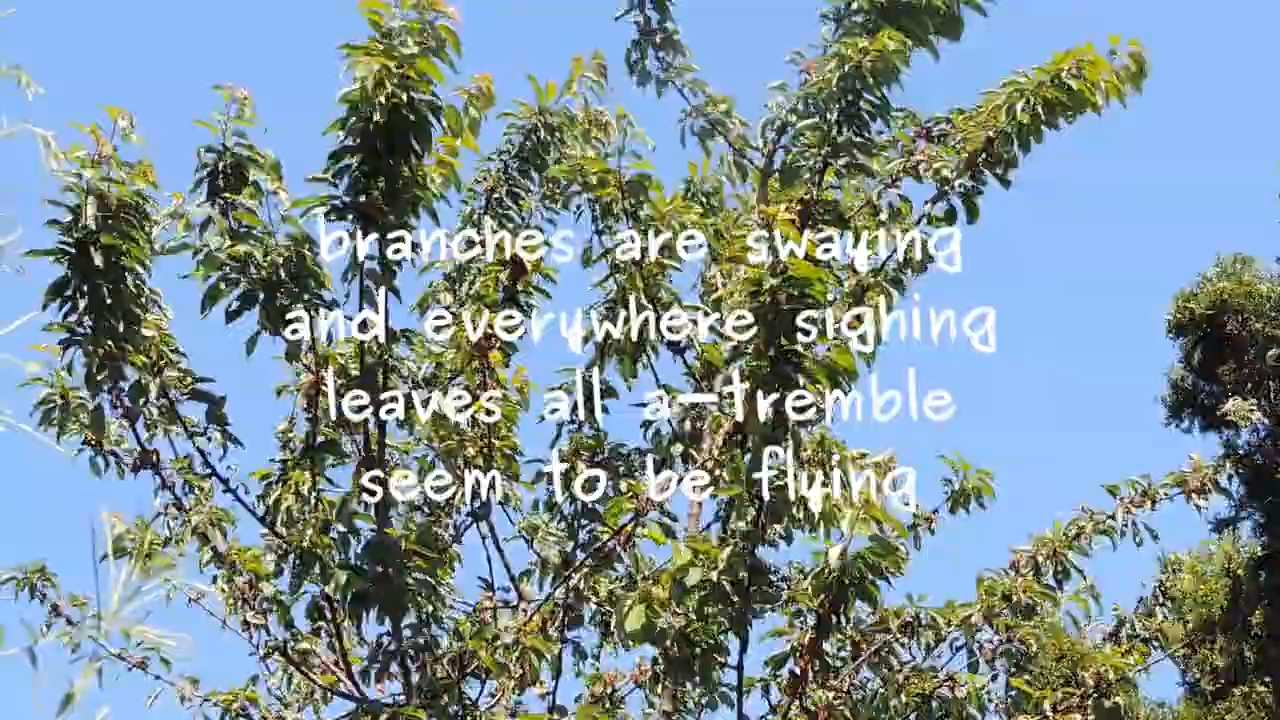 branches are swaying
and everywhere sighing
leaves all a-tremble
seem to be flying